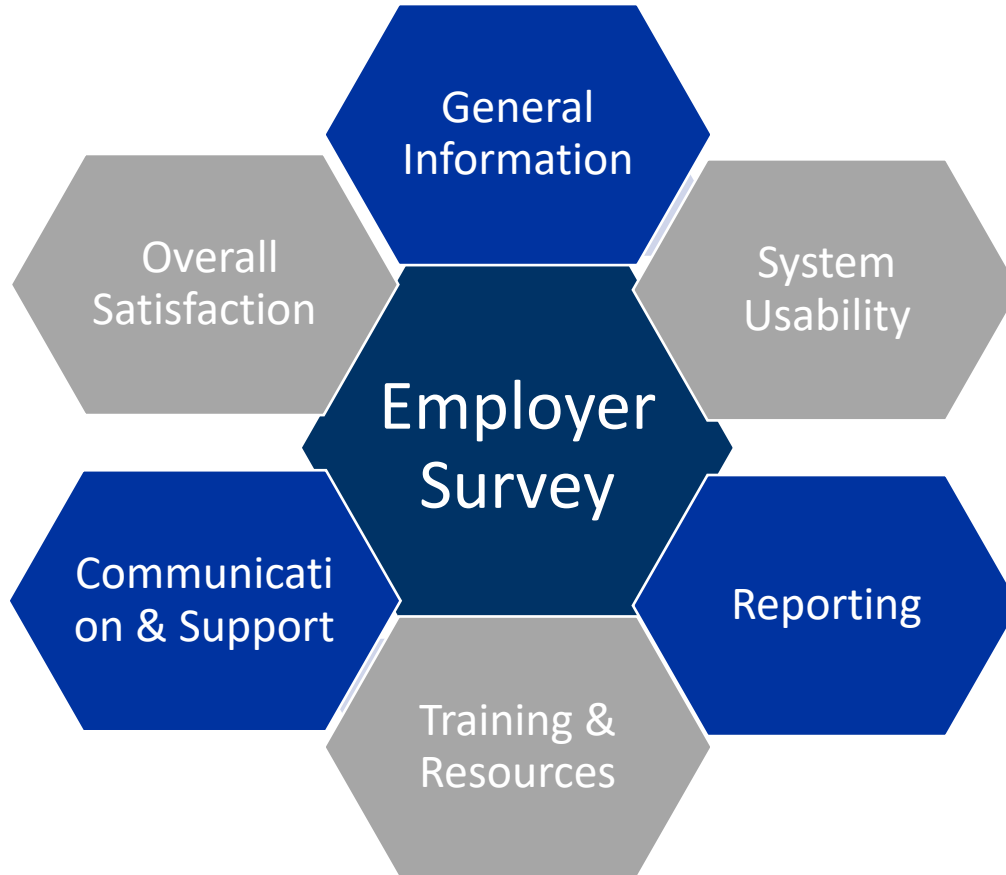 General
Information
Overall
Satisfaction
System
Usability
Employer
Survey
Communicati
on & Support
Reporting
Training &
Resources